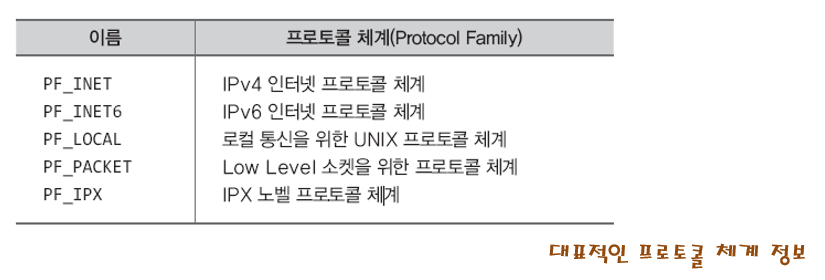 이름 프로토콜 체계(Protocol Family)
PF_INET IPv4 인터넷 프로토콜 체계
PF_INET6 IPv6 인터넷 프로토콜 체계
PF_LOCAL 로컬 통신을 위한 UNIX 프로토콜 체계
PF_PACKET Low Level 소켓을 위한 프로토콜 체계
PF_IPX IPX 노벨 프로토콜 체계
대표적인 프로토콜 체계 정보